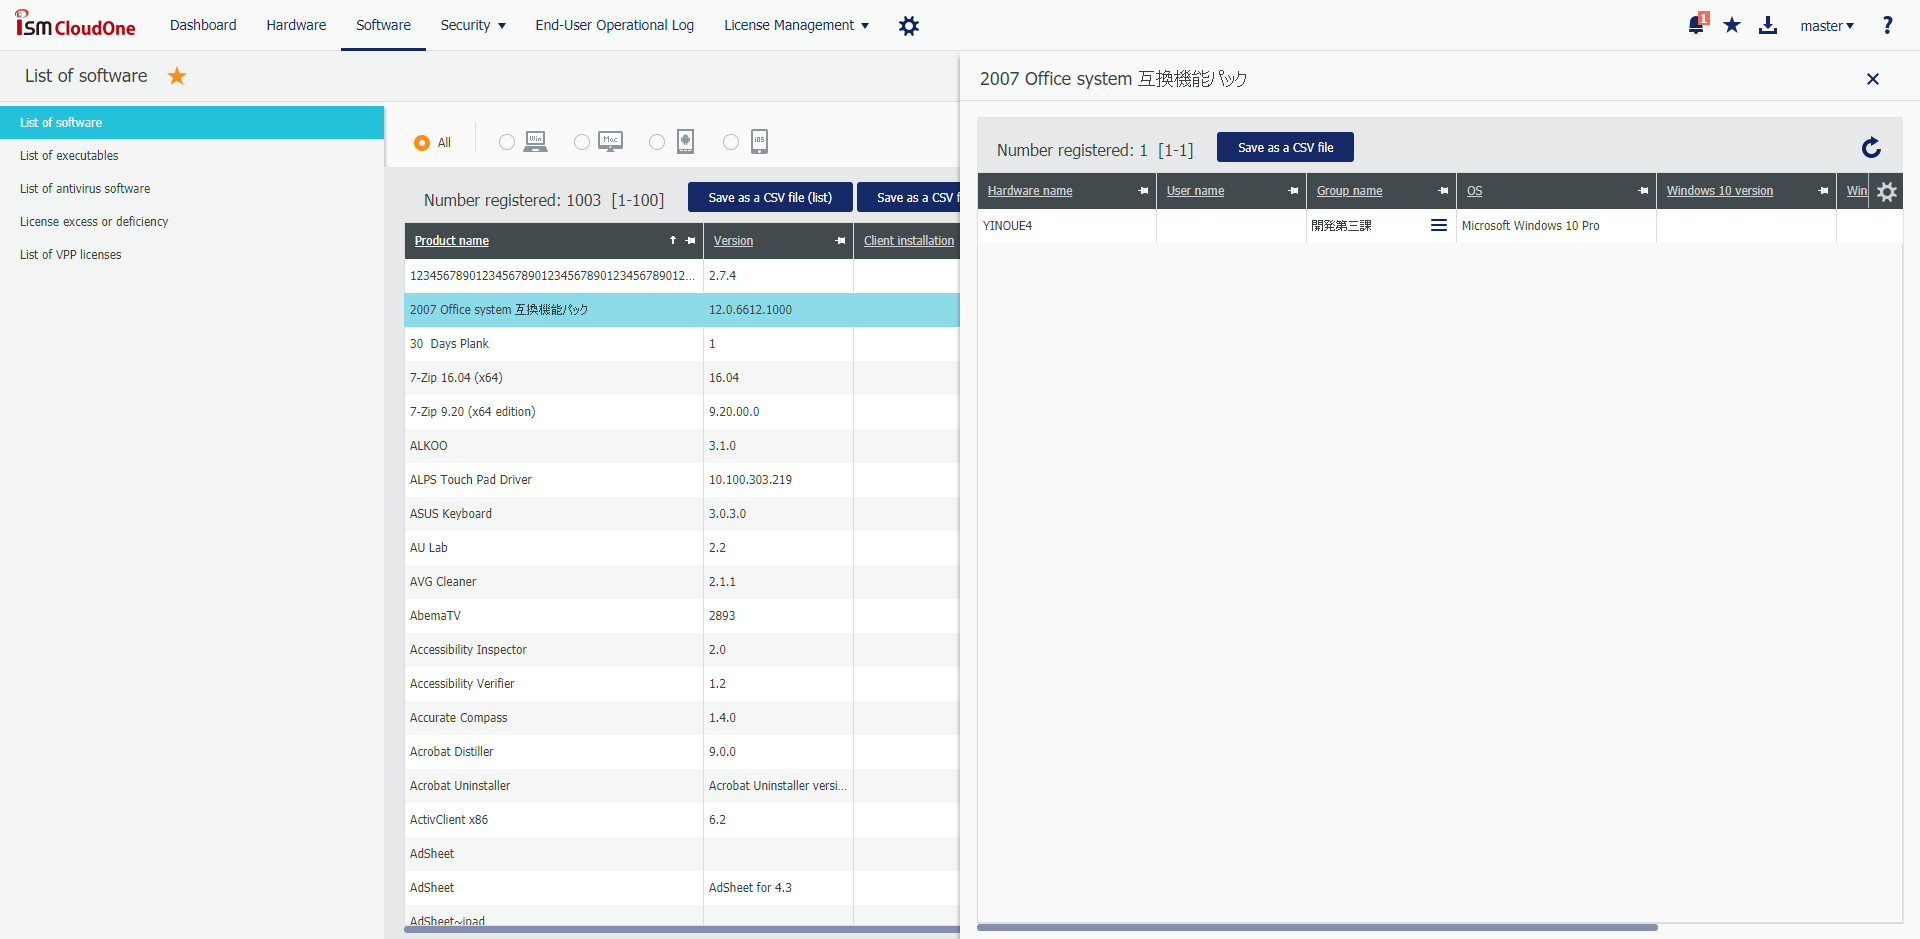 ISM CloudOne
Dashboard
Hardware
Software
Security
End-User Operational Log
License Management
1
master
?
List of software
2007 Office system 互換機能パック
List of software
List of executables
List of antivirus software
License excess or deficiency
List of VPP licenses
All
Win
Mac
iOS
Number registered: 1003 [1-100]
Save as a CSV file (list)
Save as a CSV f
Product name
Version
Client installation
12345678901234567890123456789012345678901 2...
2.7.4
2007 Office system 互換機能パック
12.0.6612.1000
30 Days Plank
1
7-Zip 16.04 (x64)
16.04
7-Zip 9.20 (x64 edition)
9.20.00.0
ALKOO
3.1.0
ALPS Touch Pad Driver
10.100.303.219
ASUS Keyboard
3.0.3.0
AU Lab
2.2
AVG Cleaner
2.1.1
AbemaTV
2893
Accessibility Inspector
2.0
Accessibility Verifier
1.2
Accurate Compass
1.4.0
Acrobat Distiller
9.0.0
Acrobat Uninstaller
Acrobat Uninstaller versi...
ActivClient x86
6.2
AdSheet
AdSheet
AdSheet for 4.3
AdSheet~ipad
Number registered: 1 [1-1]
Save as a CSV file
Hardware name
User name
Group name
OS
Windows 10 version
Win
YINOUE4
開発第三課
Microsoft Windows 10 Pro